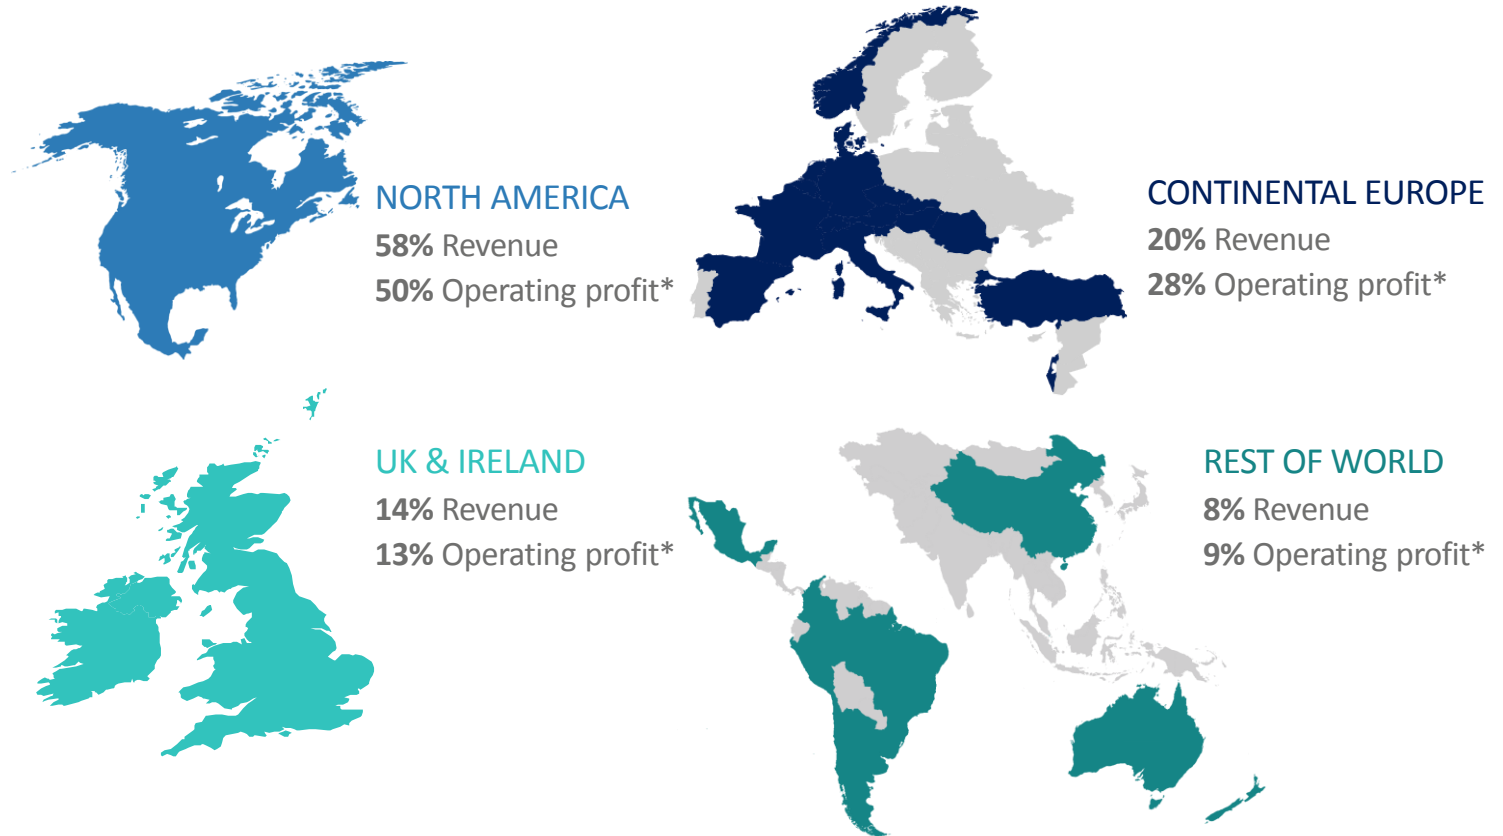 NORTH AMERICA
58% Revenue
50% Operating profit*
CONTINENTAL EUROPE
20% Revenue
28% Operating profit*
UK & IRELAND
14% Revenue
13% Operating profit*
REST OF WORLD
8% Revenue
9% Operating profit*